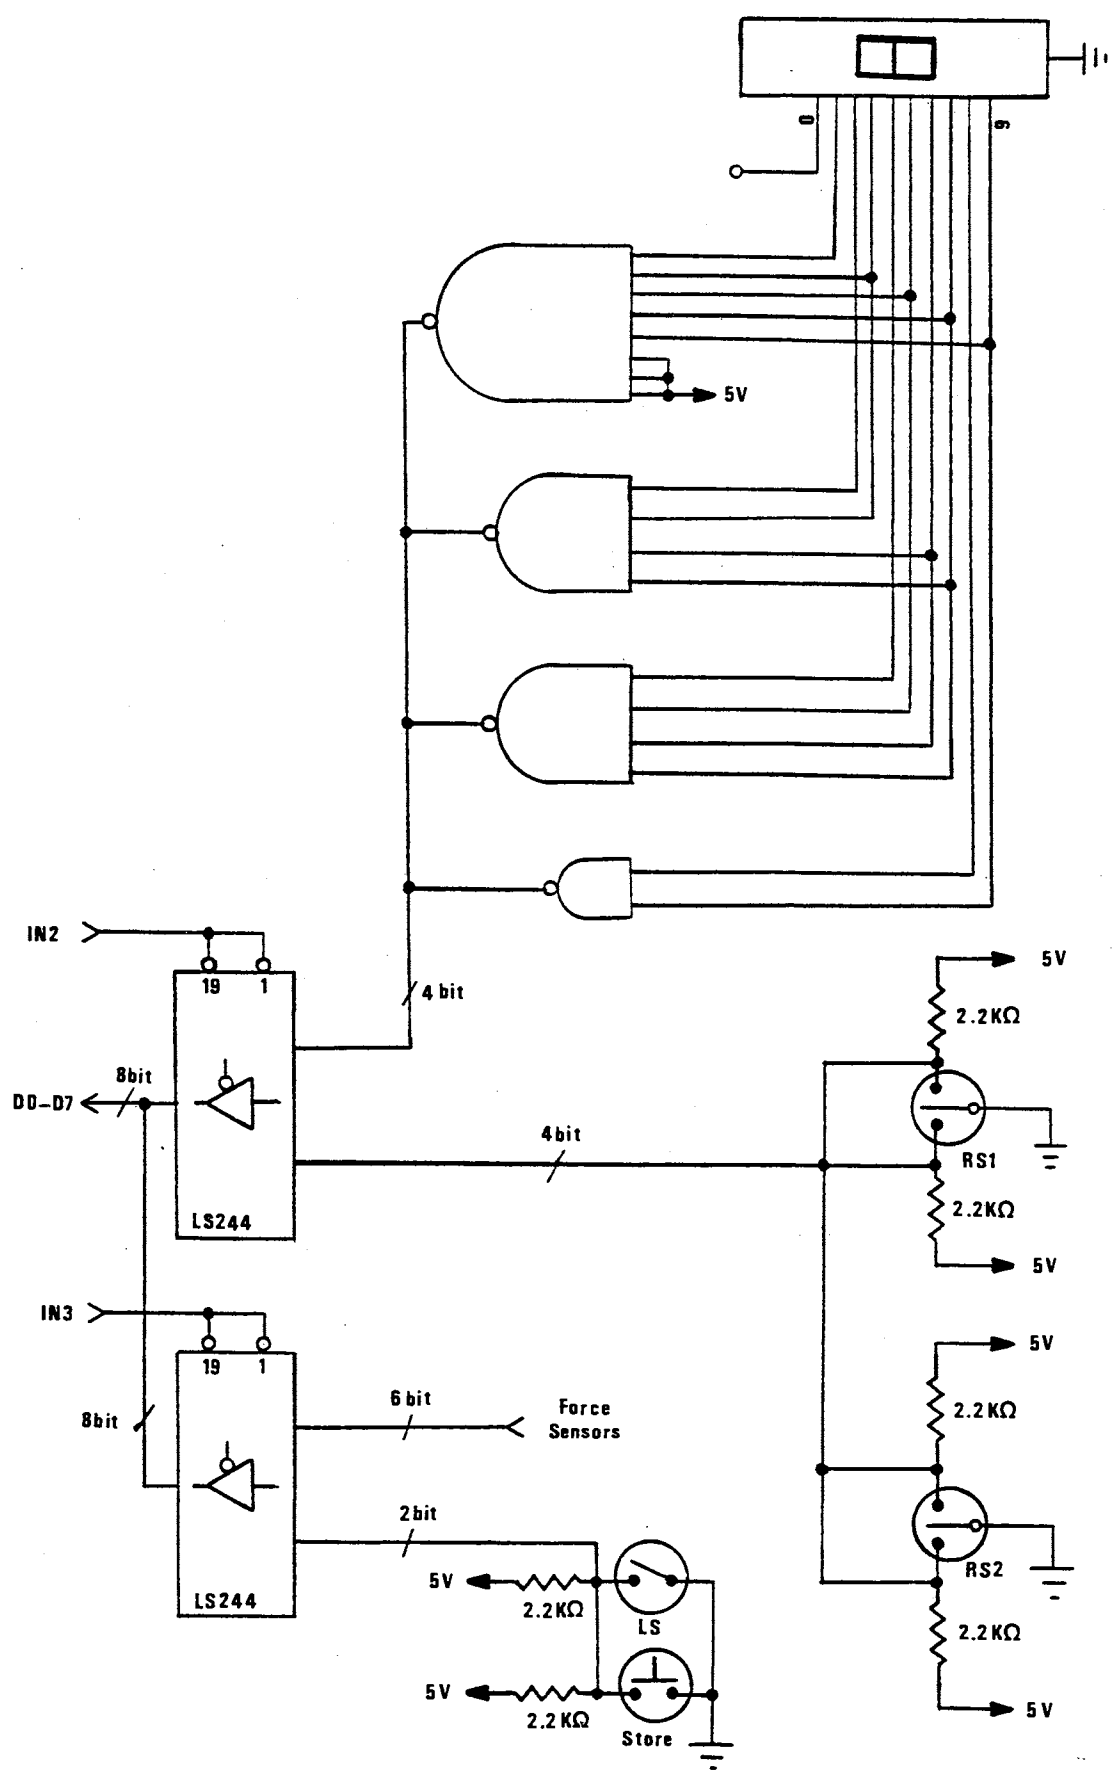 0
9
5V
IN2
19 1
4 bit
5V
2.2KΩ
8bit
D0-D7
4bit
RS1
LS244
2.2KΩ
5V
IN3
19 1
5V
6 bit
Force
Sensors
8bit
2.2KΩ
2bit
RS2
5V
LS244
2.2KΩ
LS
2.2KΩ
5V
2.2KΩ
Store
5V